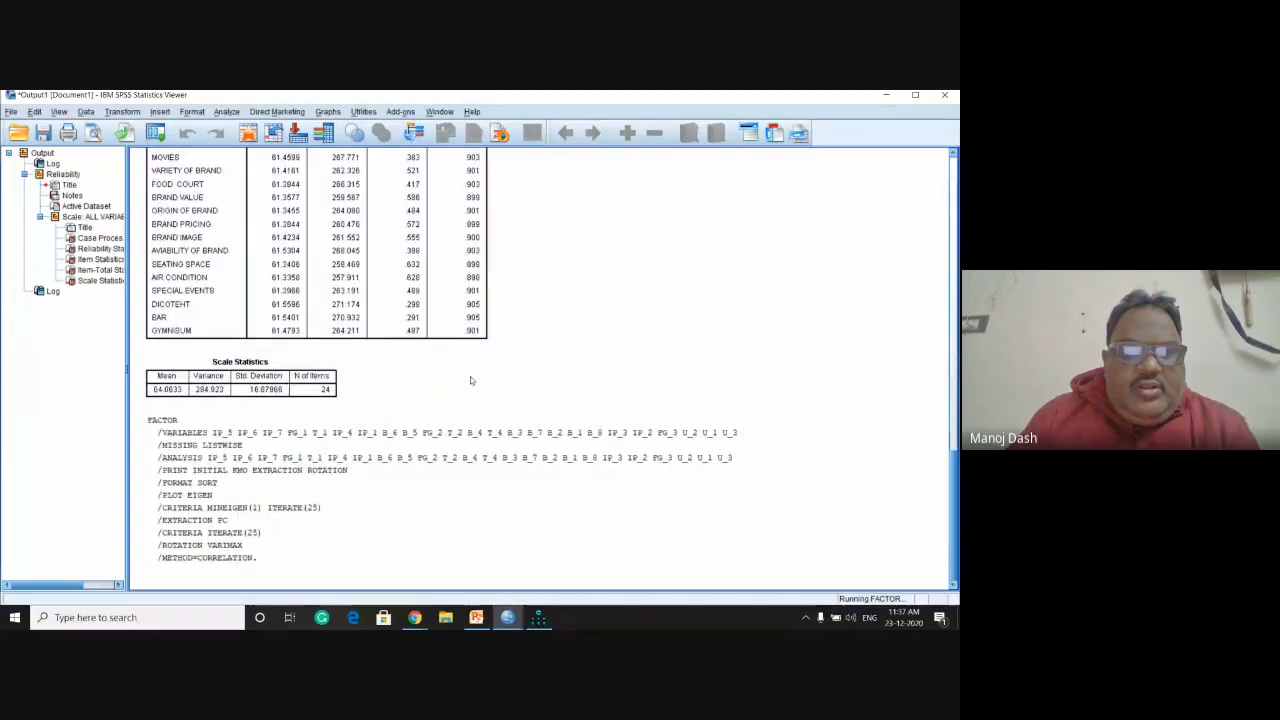 *Output1 [Document1] - IBM SPSS Statistics Viewer
File Edit View Data Transform Insert Format Analyze Direct Marketing Graphs Utilities Add-ons Window Help
Output
Log
Reliability
Title
Notes
Active Dataset
Scale: ALL VARIAB
Title
Case Proces
Reliability Sta
Item Statistics
Item-Total Sta
Scale Statisti
Log
MOVIES 61.4599 267.771 .383 .903
VARIETY OF BRAND 61.4161 262.326 .521 .901
FOOD COURT 61.3844 266.315 .417 .903
BRAND VALUE 61.3577 259.567 .586 .899
ORIGIN OF BRAND 61.3455 264.080 .484 .901
BRAND PRICING 61.3844 260.476 .572 .899
BRAND IMAGE 61.4234 261.552 .555 .900
AVIABILITY OF BRAND 61.5304 268.045 .398 .903
SEATING SPACE 61.3406 258.469 .632 .898
AIR CONDITION 61.3358 257.911 .628 .898
SPECIAL EVENTS 61.3966 263.191 .489 .901
DICOTEHT 61.5596 271.174 .298 .905
BAR 61.5401 270.932 .291 .905
GYMNISUM 61.4793 264.211 .487 .901
Scale Statistics
Mean Variance Std. Deviation N of Items
64.0633 284.923 16.87966 24
FACTOR
/VARIABLES IP_5 IP_6 IP_7 FG_1 T_1 IP_4 IP_1 B_6 B_5 FG_2 T_2 B_4 T_4 B_3 B_7 B_2 B_1 B_8 IP_3 IP_2 FG_3 U_2 U_1 U_3
/MISSING LISTWISE
/ANALYSIS IP_5 IP_6 IP_7 FG_1 T_1 IP_4 IP_1 B_6 B_5 FG_2 T_2 B_4 T_4 B_3 B_7 B_2 B_1 B_8 IP_3 IP_2 FG_3 U_2 U_1 U_3
/PRINT INITIAL KMO EXTRACTION ROTATION
/FORMAT SORT
/PLOT EIGEN
/CRITERIA MINEIGEN(1) ITERATE(25)
/EXTRACTION PC
/CRITERIA ITERATE(25)
/ROTATION VARIMAX
/METHOD=CORRELATION.
Running FACTOR...
Manoj Dash
Type here to search
ENG
11:37 AM
23-12-2020